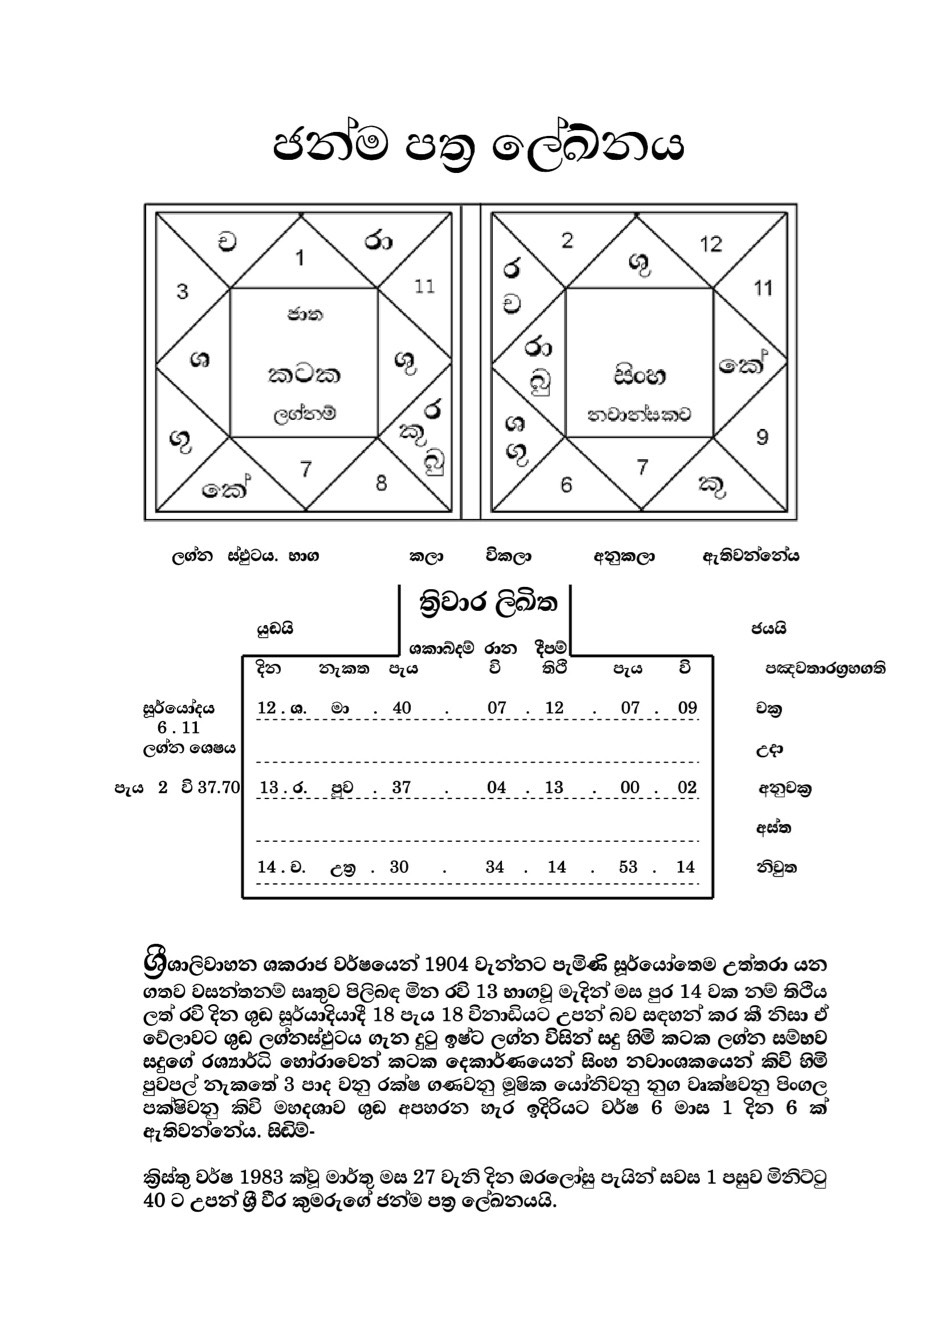 ජන්ම පත්‍ර ලේඛනය
ච 1 රා
3 11
ජාත
ශ කටක ශු
ලග්නම්
ර
ගු කු
බු
කේ 7 8
2 ශු 12
ර 11
ච
රා කේ
බු සිංහ
ශ නවාන්සකට
ගු 9
6 7 කු
ලග්න ස්ඵුටය. භාග කලා විකලා අනුකලා ඇතිවන්නේය
ත්‍රිවාර ලිඛිත
යුඬයි ජයයි
ශකාබ්දම් රාන දීපම්
දින නැකත පැය වි තිථි පැය වි පඤ්චතාරග්‍රහගති
සූර්යෝදය 12 . ශ. මා . 40 . 07 . 12 . 07 . 09 වක්‍ර
6 . 11
ලග්න ශෙෂය උදා
පැය 2 වි 37.70 13 . ර. පූව . 37 . 04 . 13 . 00 . 02 අනුවක්‍ර
අස්ත
14 . ච. උත්‍ර . 30 . 34 . 14 . 53 . 14 නිවුත
ශ්‍රී ශාලිවාහන ශකරාජ වර්ෂයෙන් 1904 වැන්නට පැමිණි සූර්යෝතෙම උත්තරා යන
ගතව වසන්තනම් ඍතුව පිලිබඳ මින රවි 13 භාගවූ මැදින් මස පුර 14 වක නම් තිථිය
ලත් රවි දින ශුඬ සූර්යාදියාදී 18 පැය 18 විනාඩියට උපන් බව සඳහන් කර කී නිසා ඒ
වේලාවට ශුඬ ලග්නස්ඵුටය ගැන දුටු ඉෂ්ට ලග්න විසින් සදු හිමි කටක ලග්න සම්භව
සදුගේ රශ්‍යාර්ධි හෝරාවෙන් කටක දෙකාර්ණයෙන් සිංහ නවාංශකයෙන් කිවි හිමි
පුවපල් නැකතේ 3 පාද වනු රක්ෂ ගණවනු මූෂික යෝනිවනු නුග වෘක්ෂවනු පිංගල
පක්ෂිවනු කිවි මහදශාව ශුඬ අපහරන හැර ඉදිරියට වර්ෂ 6 මාස 1 දින 6 ක්
ඇතිවන්නේය. සිඬිම්-
ක්‍රිස්තු වර්ෂ 1983 ක්වූ මාර්තු මස 27 වැනි දින ඔරලෝසු පැයින් සවස 1 පසුව මිනිට්ටු
40 ට උපන් ශ්‍රී වීර කුමරුගේ ජන්ම පත්‍ර ලේඛනයයි.